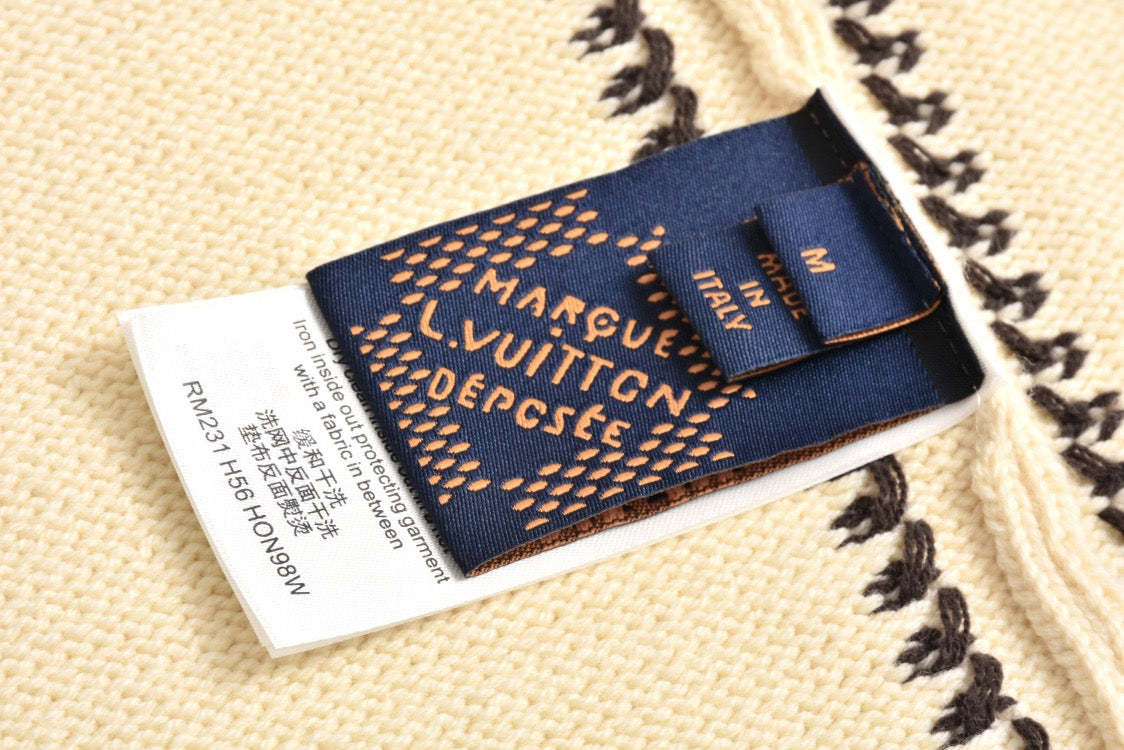 MARQUE
L.VUITTON
DÉPOSÉE
M
MADE
IN
ITALY
Iron inside out protecting garment
with a fabric in between
缓和干洗
洗网中反面干洗
垫布反面熨烫
RM231 H56 HON98W